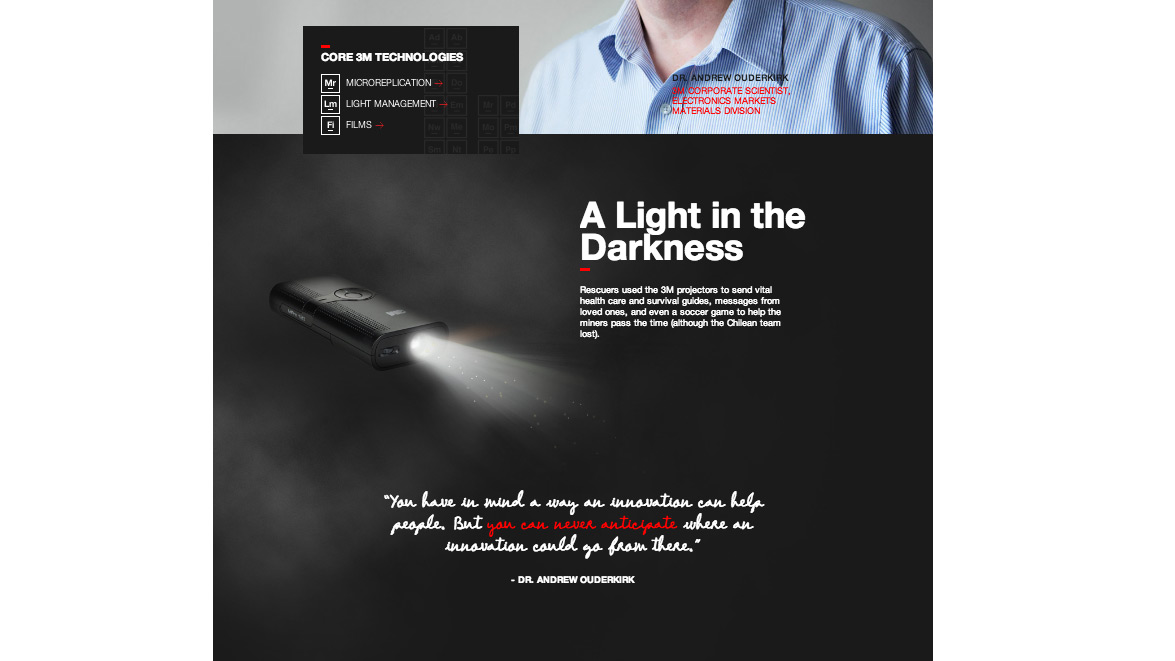 CORE 3M TECHNOLOGIES
Mr MICROREPLICATION →
Lm LIGHT MANAGEMENT →
Fi FILMS →
DR. ANDREW OUDERKIRK
CORPORATE SCIENTIST,
ELECTRONICS MARKETS
MATERIALS DIVISION
A Light in the
Darkness
Rescuers used the 3M projectors to send vital
health care and survival guides, messages from
loved ones, and even a soccer game to help the
miners pass the time (although the Chilean team
lost).
“You have in mind a way an innovation can help
people. But you can never anticipate where an
innovation could go from there.”
- DR. ANDREW OUDERKIRK